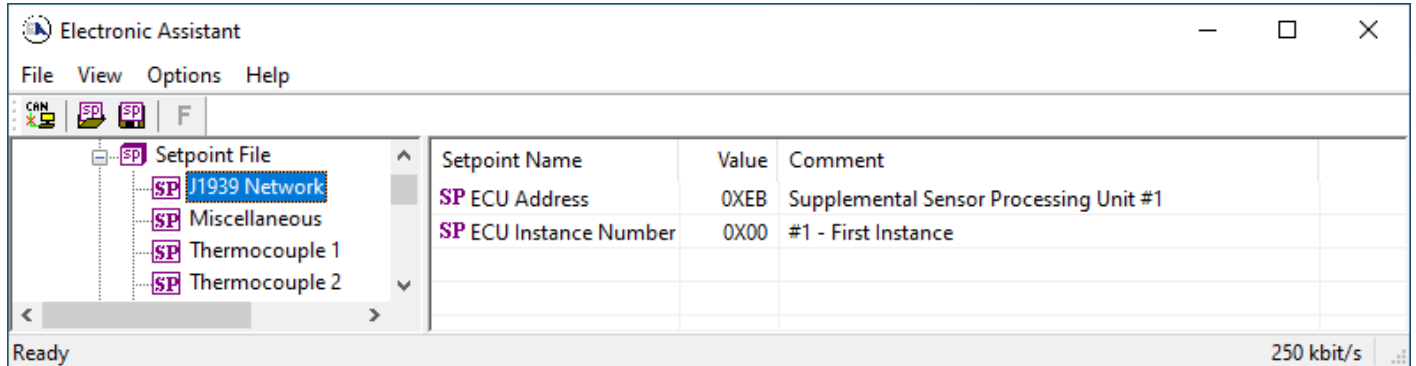 Electronic Assistant
File View Options Help
CAN SP SP F
SP Setpoint File
SP J1939 Network
SP Miscellaneous
SP Thermocouple 1
SP Thermocouple 2
Setpoint Name Value Comment
SP ECU Address 0XEB Supplemental Sensor Processing Unit #1
SP ECU Instance Number 0X00 #1 - First Instance
Ready 250 kbit/s